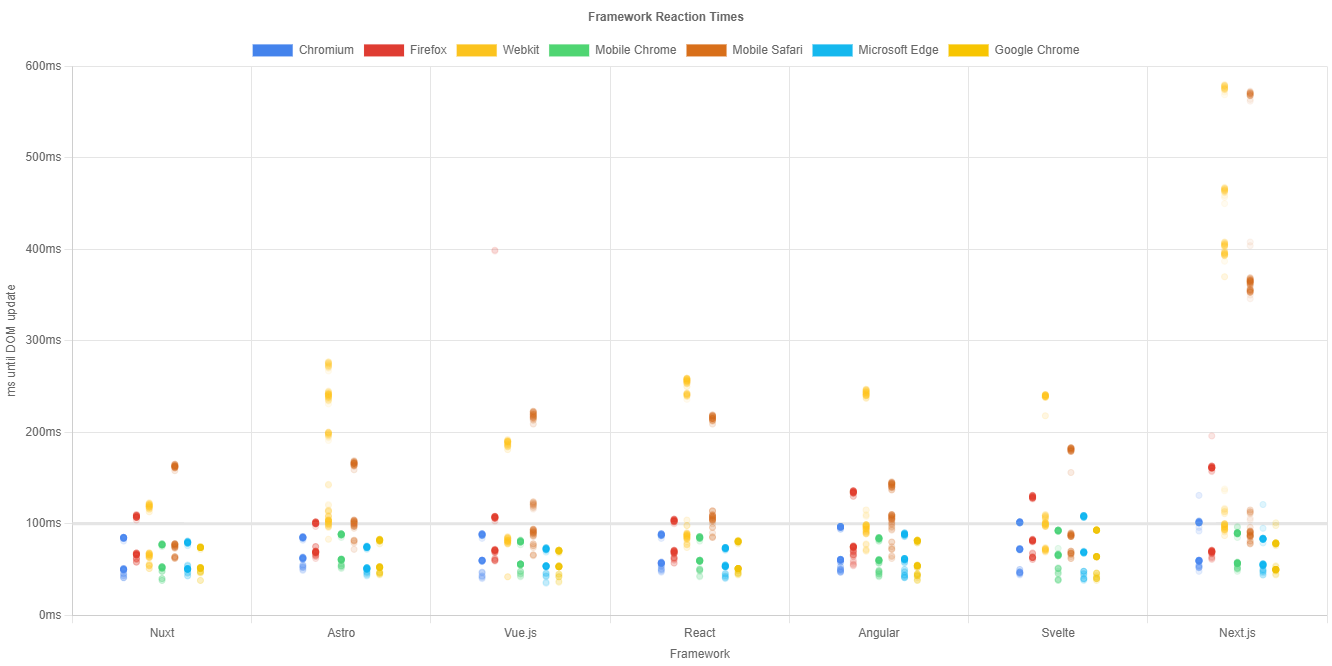 Framework Reaction Times
Chromium Firefox Webkit Mobile Chrome Mobile Safari Microsoft Edge Google Chrome
600ms
500ms
400ms
300ms
200ms
100ms
0ms
ms until DOM update
Nuxt Astro Vue.js React Angular Svelte Next.js
Framework